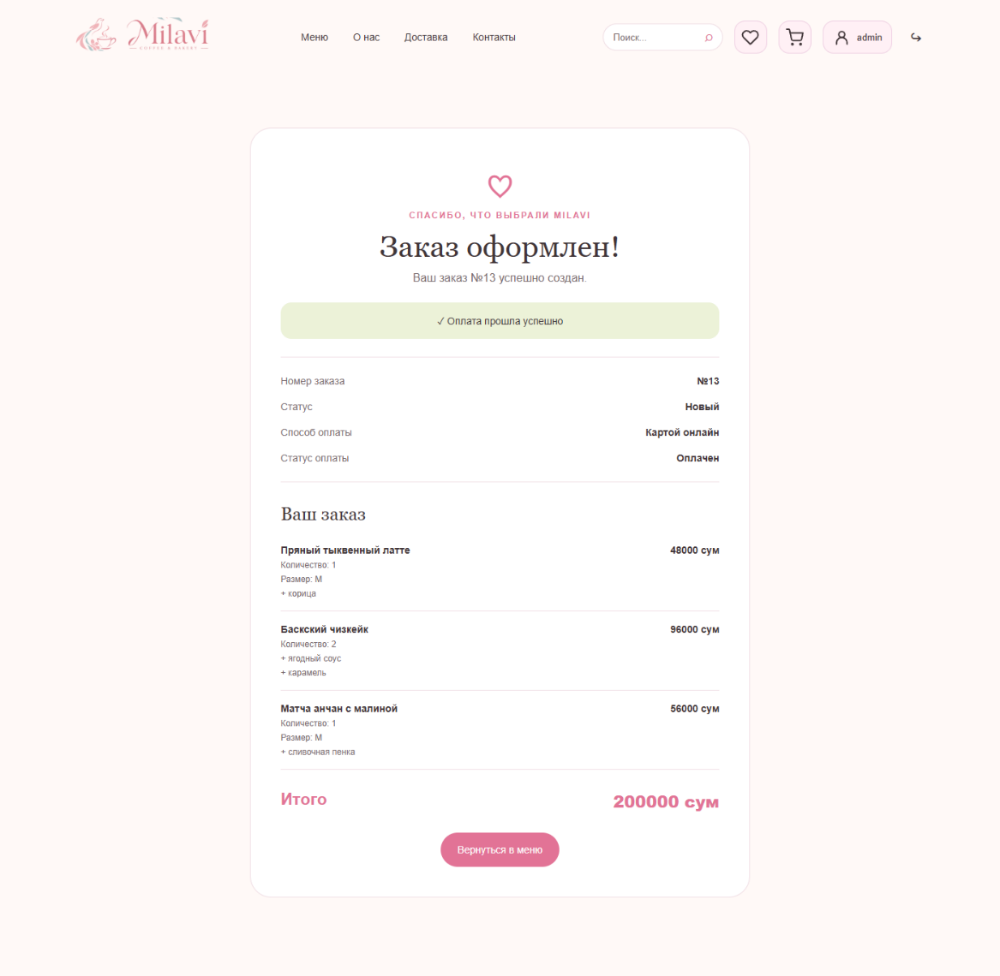 Milavi
COFFEE & BAKERY
Меню
О нас
Доставка
Контакты
Поиск...
admin
СПАСИБО, ЧТО ВЫБРАЛИ MILAVI
Заказ оформлен!
Ваш заказ №13 успешно создан.
✓ Оплата прошла успешно
Номер заказа №13
Статус Новый
Способ оплаты Картой онлайн
Статус оплаты Оплачен
Ваш заказ
Пряный тыквенный латте 48000 сум
Количество: 1
Размер: M
+ корица
Баскский чизкейк 96000 сум
Количество: 2
+ ягодный соус
+ карамель
Матча анчан с малиной 56000 сум
Количество: 1
Размер: M
+ сливочная пенка
Итого 200000 сум
Вернуться в меню